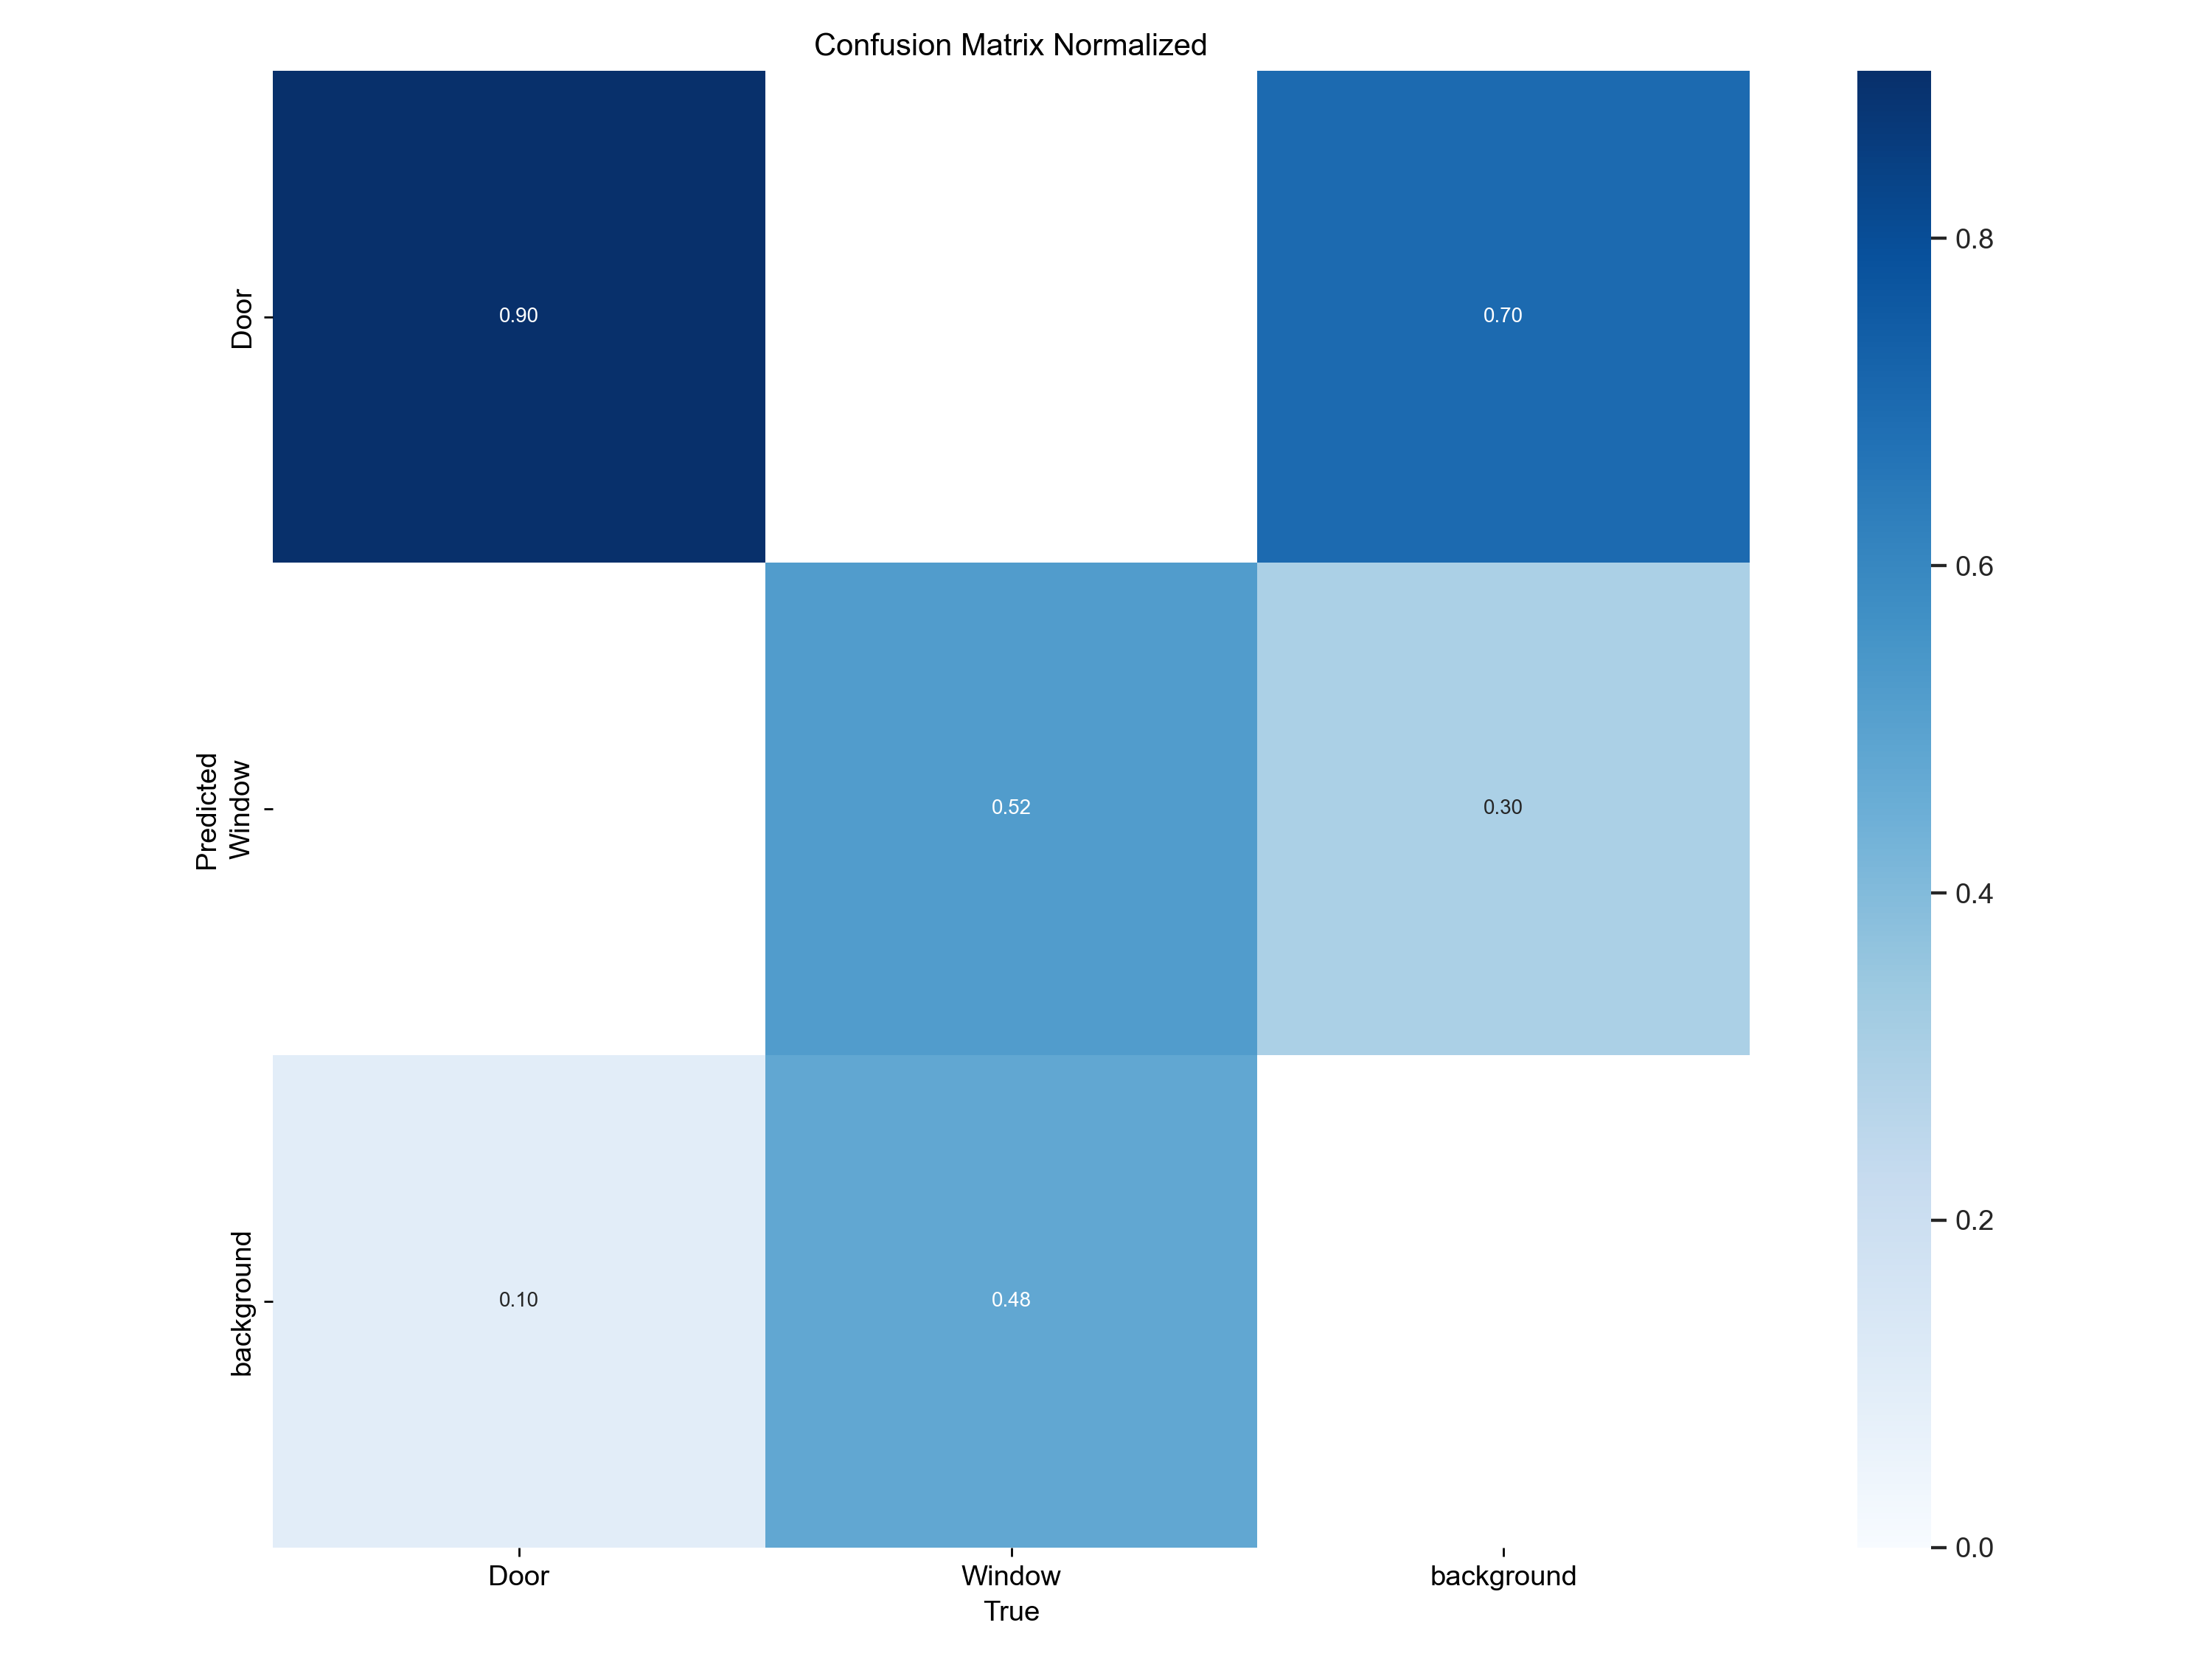 Confusion Matrix Normalized
Door
0.90
0.70
0.8
0.6
Predicted
Window
0.52
0.30
0.4
background
0.10
0.48
0.2
0.0
Door
Window
background
True